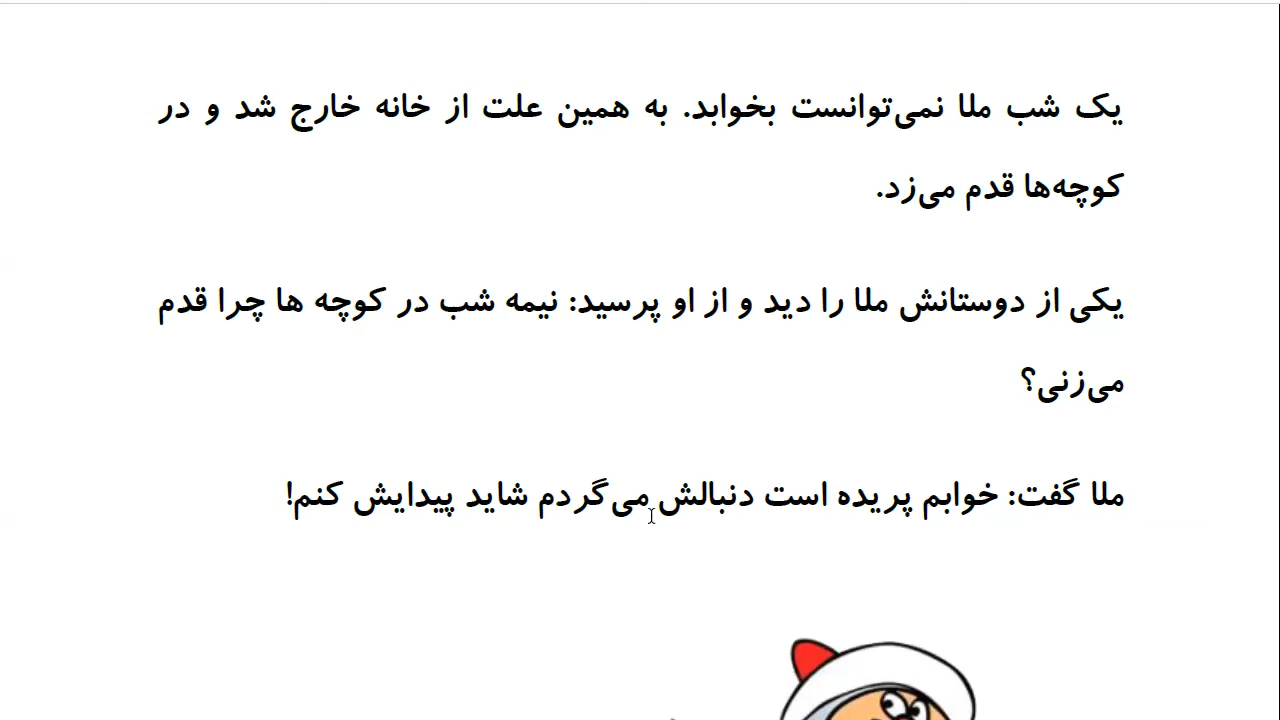 یک شب ملا نمی‌توانست بخوابد. به همین علت از خانه خارج شد و در
کوچه‌ها قدم می‌زد.
یکی از دوستانش ملا را دید و از او پرسید: نیمه شب در کوچه ها چرا قدم
می‌زنی؟
ملا گفت: خوابم پریده است دنبالش می‌گردم شاید پیدایش کنم!